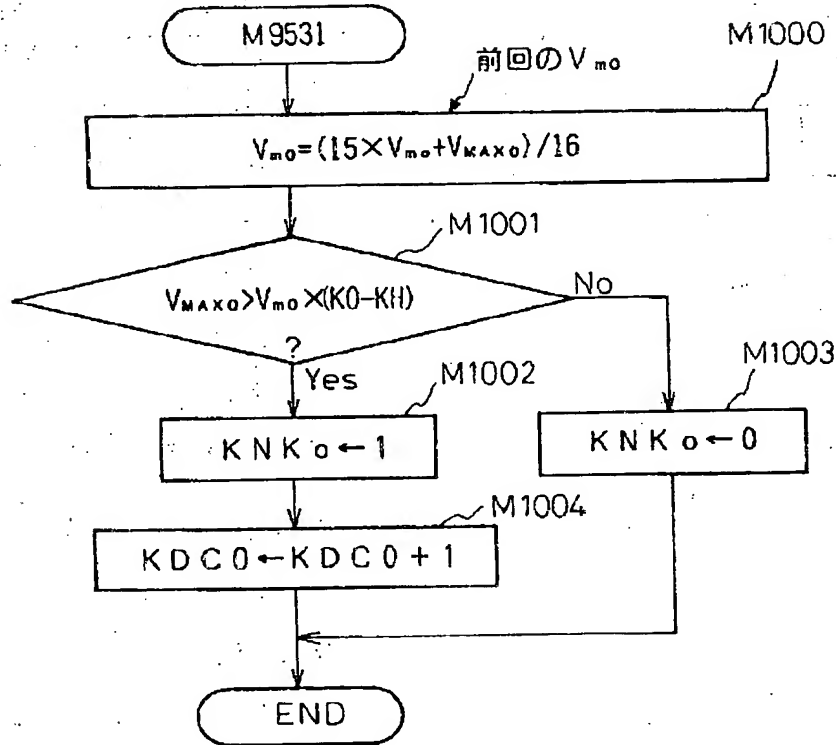 M9531
M1000
前回のVmo
Vmo=(15×Vmo+VMAXO)/16
M1001
VMAXO>Vmo×(KO-KH)
?
No
Yes
M1002
M1003
KNKo←1
KNKo←0
M1004
KDC0←KDC0+1
END